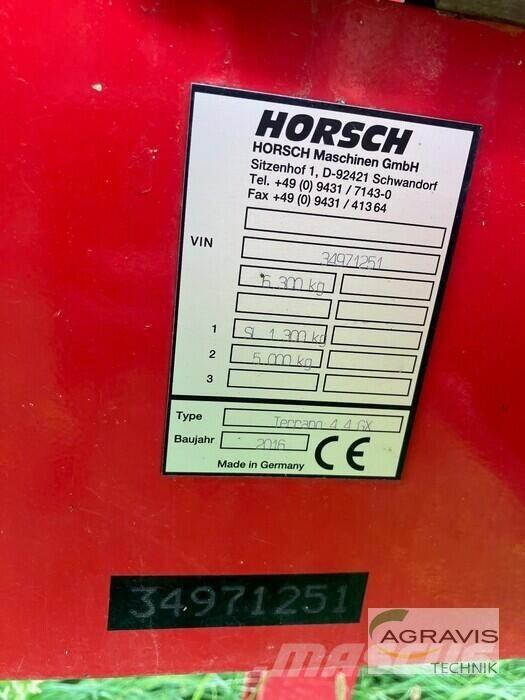 HORSCH
HORSCH Maschinen GmbH
Sitzenhof 1, D-92421 Schwandorf
Tel. +49 (0) 9431 / 7143-0
Fax +49 (0) 9431 / 41364
VIN 34971251
6.300 kg
1 SL 1.300 kg
2 5.000 kg
3
Type Terrano 4.4 GX
Baujahr 2016
Made in Germany CE
34971251
AGRAVIS
TECHNIK
MASCUS